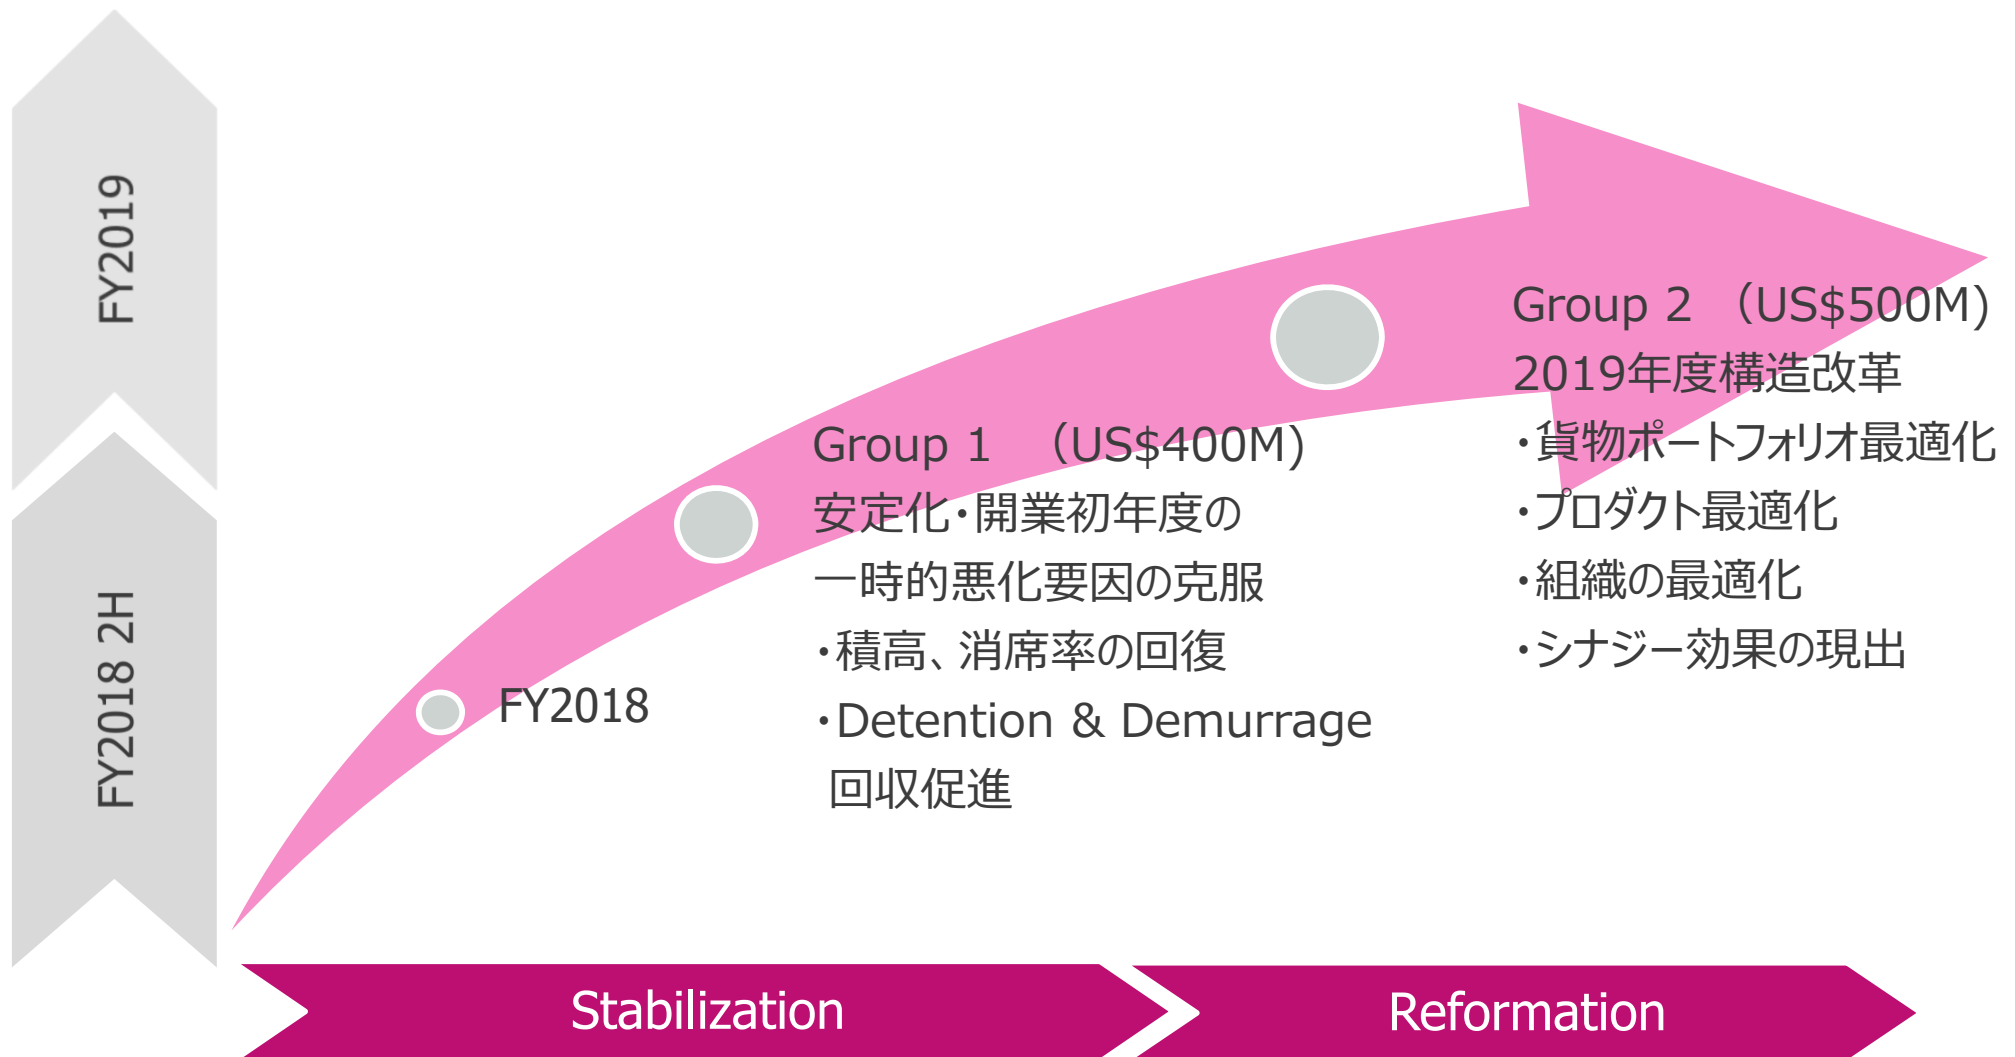 FY2019
FY2018 2H
FY2018
Group 1 （US$400M)
安定化・開業初年度の
一時的悪化要因の克服
・積高、消席率の回復
・Detention & Demurrage
回収促進
Group 2 （US$500M)
2019年度構造改革
・貨物ポートフォリオ最適化
・プロダクト最適化
・組織の最適化
・シナジー効果の現出
Stabilization
Reformation